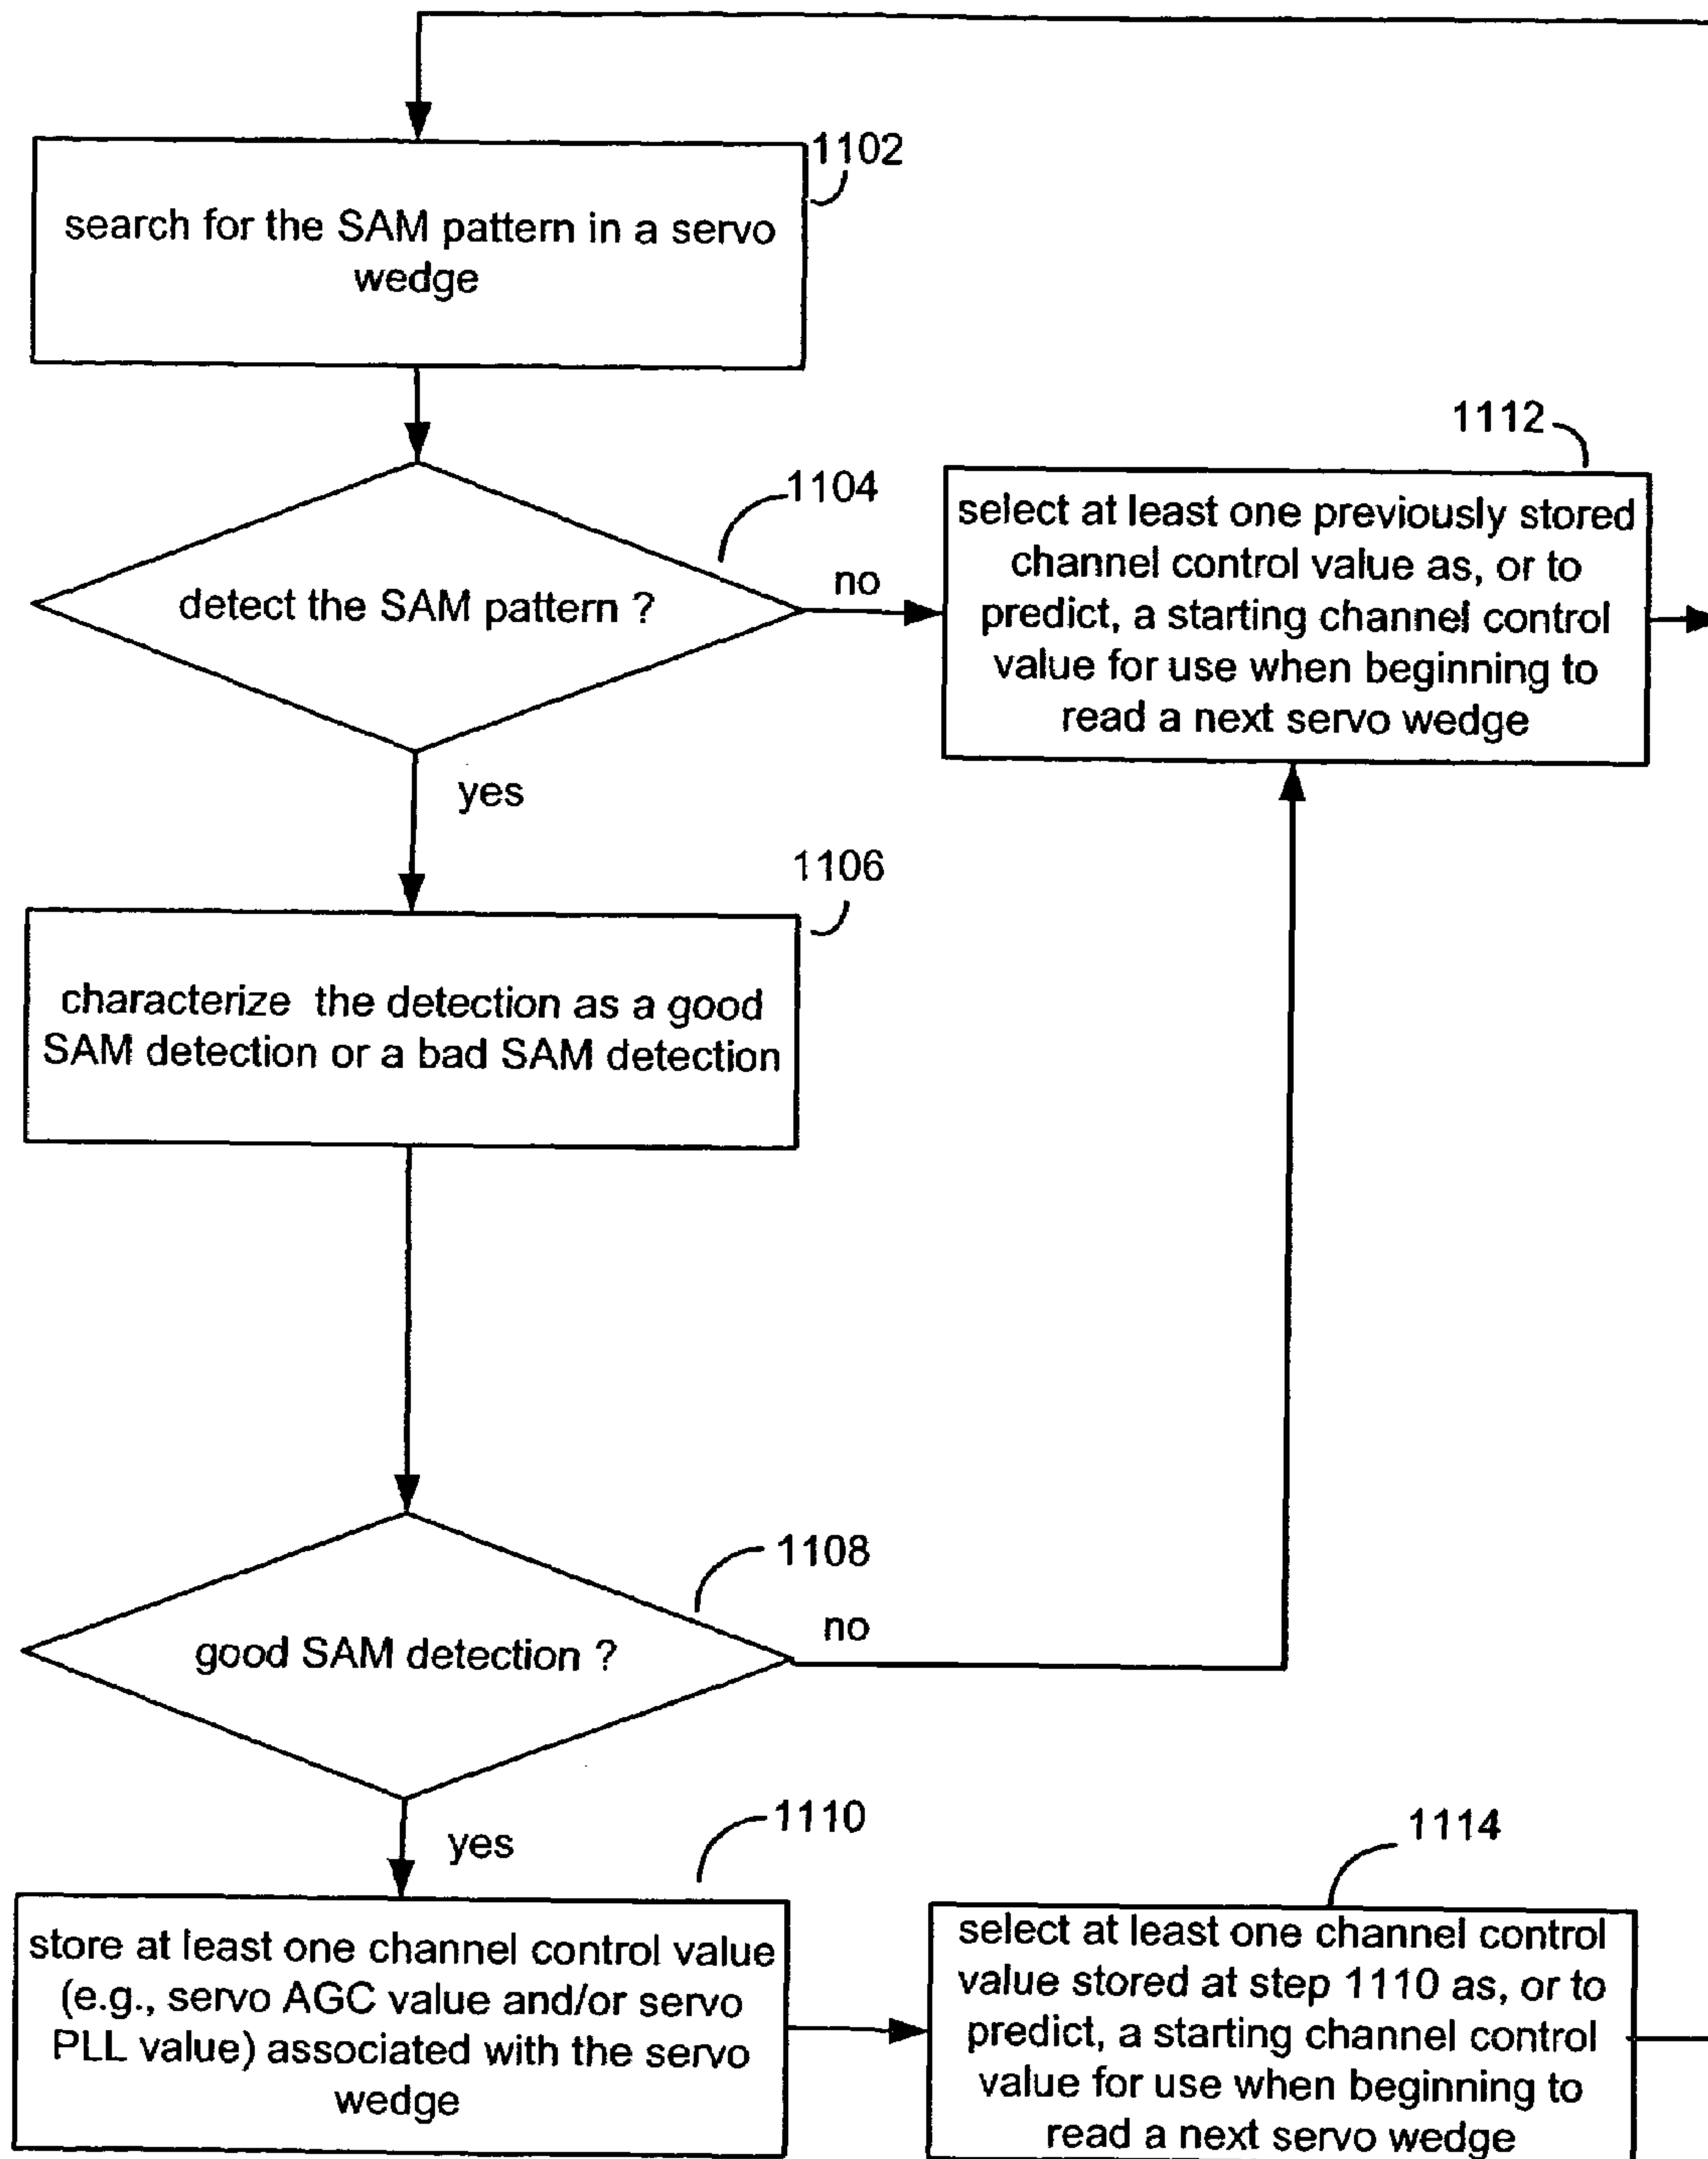 1102
search for the SAM pattern in a servo
wedge
1104
detect the SAM pattern ?
no
yes
1112
select at least one previously stored
channel control value as, or to
predict, a starting channel control
value for use when beginning to
read a next servo wedge
1106
characterize the detection as a good
SAM detection or a bad SAM detection
1108
good SAM detection ?
no
yes
1110
store at least one channel control value
(e.g., servo AGC value and/or servo
PLL value) associated with the servo
wedge
1114
select at least one channel control
value stored at step 1110 as, or to
predict, a starting channel control
value for use when beginning to
read a next servo wedge